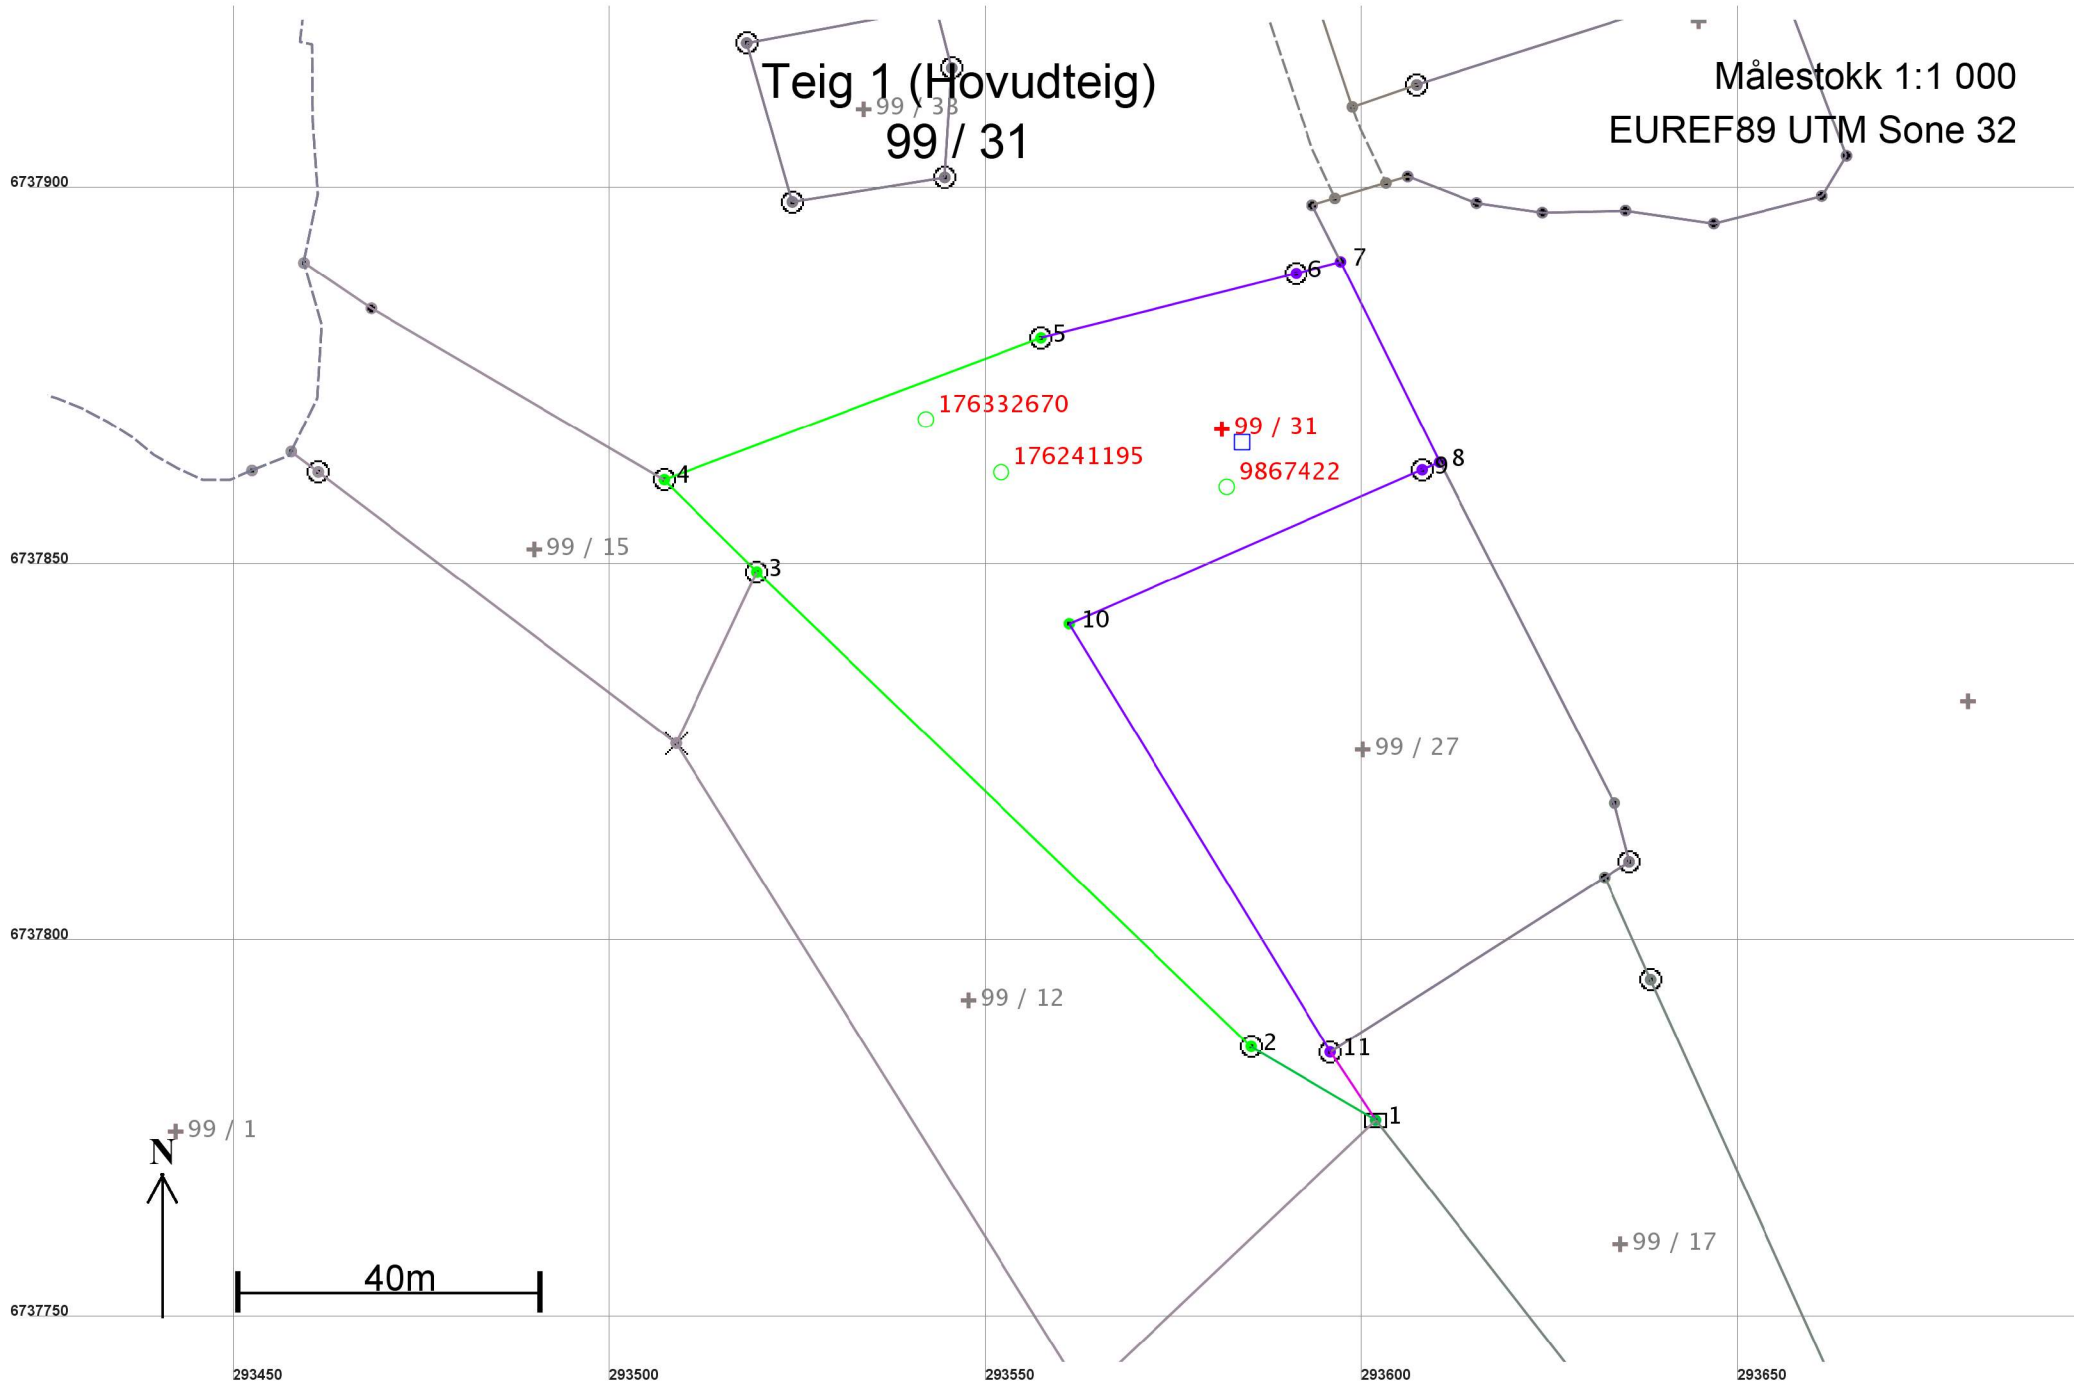 Teig 1 (Hovudteig)
99 / 31
Målestokk 1:1 000
EUREF89 UTM Sone 32
99 / 33
6737900
7
6
5
176332670
99 / 31
176241195
9867422
8
9
4
99 / 15
6737850
3
10
99 / 27
6737800
99 / 12
2
11
1
99 / 1
N
99 / 17
40m
6737750
293450
293500
293550
293600
293650